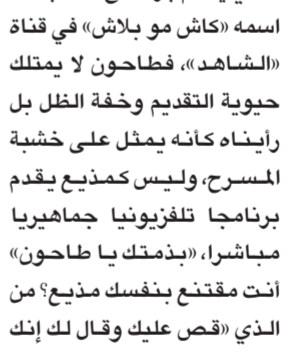 اسمه «كاش مو بلاش» في قناة
«الشاهد»، فطاحون لا يمتلك
حيوية التقديم وخفة الظل بل
رأيناه كأنه يمثل على خشبة
المسرح، وليس كمذيع يقدم
برنامجا تلفزيونيا جماهيريا
مباشرا، «بذمتك يا طاحون»
أنت مقتنع بنفسك مذيع؟ من
الذي «قص عليك وقال لك إنك